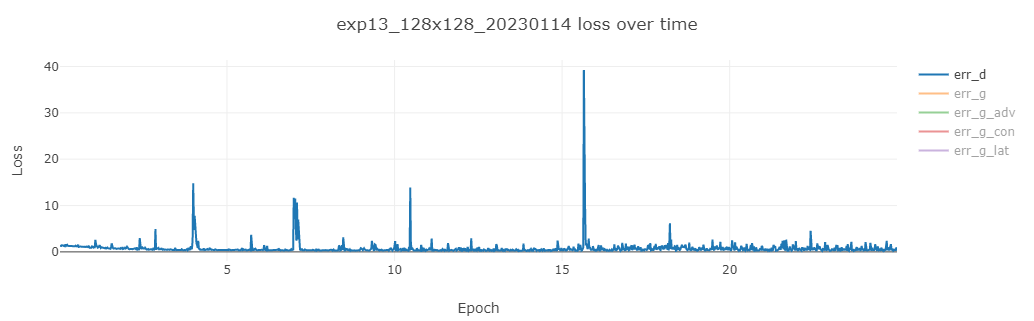 exp13_128x128_20230114 loss over time
Loss
40
30
20
10
0
5
10
15
20
Epoch
err_d
err_g
err_g_adv
err_g_con
err_g_lat